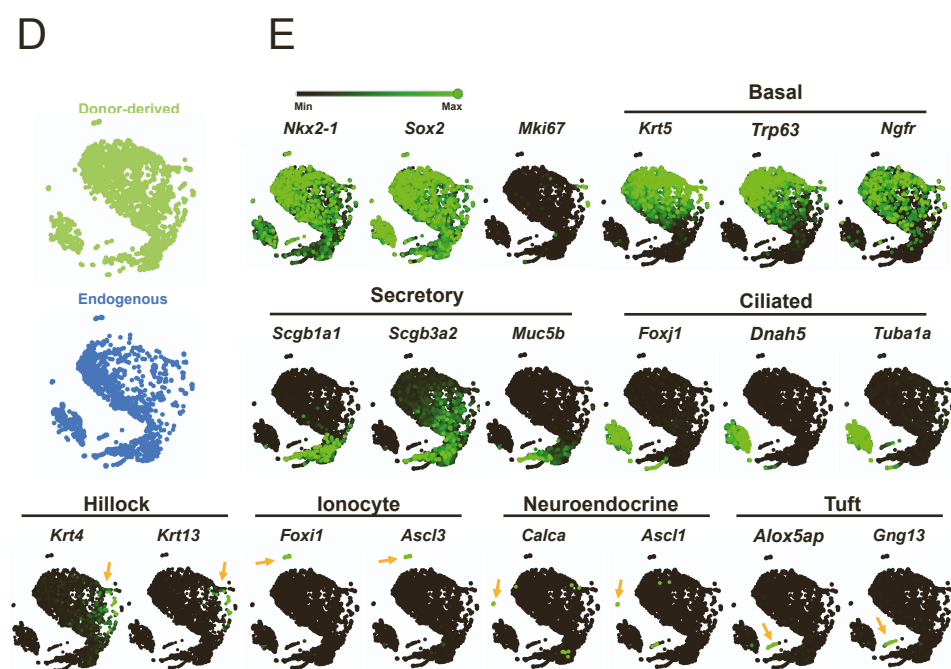 D
E
Donor-derived
Min
Max
Basal
Nkx2-1
Sox2
Mki67
Krt5
Trp63
Ngfr
Endogenous
Secretory
Ciliated
Scgb1a1
Scgb3a2
Muc5b
Foxj1
Dnah5
Tuba1a
Hillock
Ionocyte
Neuroendocrine
Tuft
Krt4
Krt13
Foxi1
Ascl3
Calca
Ascl1
Alox5ap
Gng13